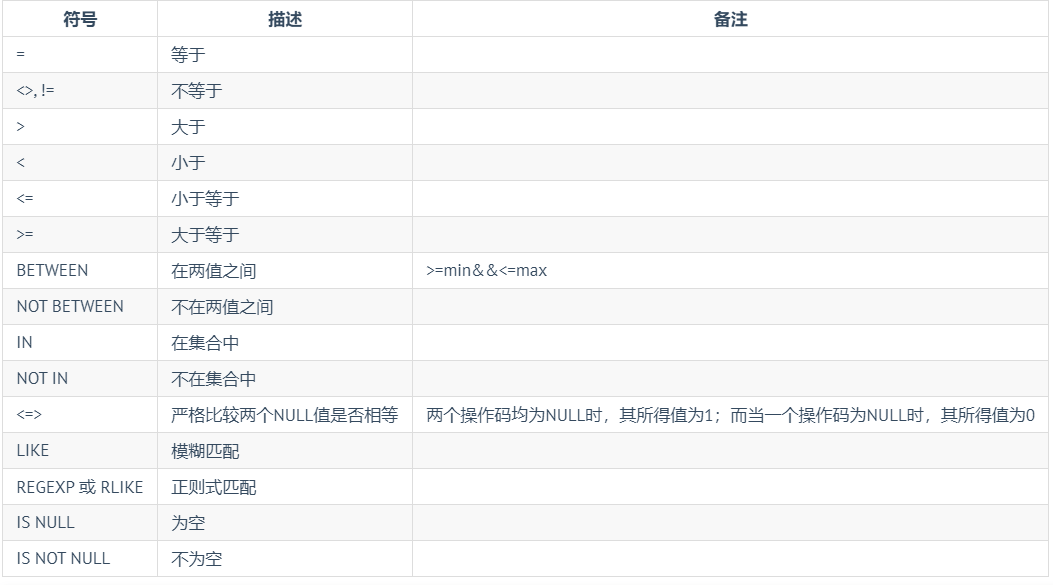 符号 描述 备注
= 等于
<>, != 不等于
> 大于
< 小于
<= 小于等于
>= 大于等于
BETWEEN 在两值之间 >=min&&<=max
NOT BETWEEN 不在两值之间
IN 在集合中
NOT IN 不在集合中
<=> 严格比较两个NULL值是否相等 两个操作码均为NULL时，其所得值为1；而当一个操作码为NULL时，其所得值为0
LIKE 模糊匹配
REGEXP 或 RLIKE 正则式匹配
IS NULL 为空
IS NOT NULL 不为空